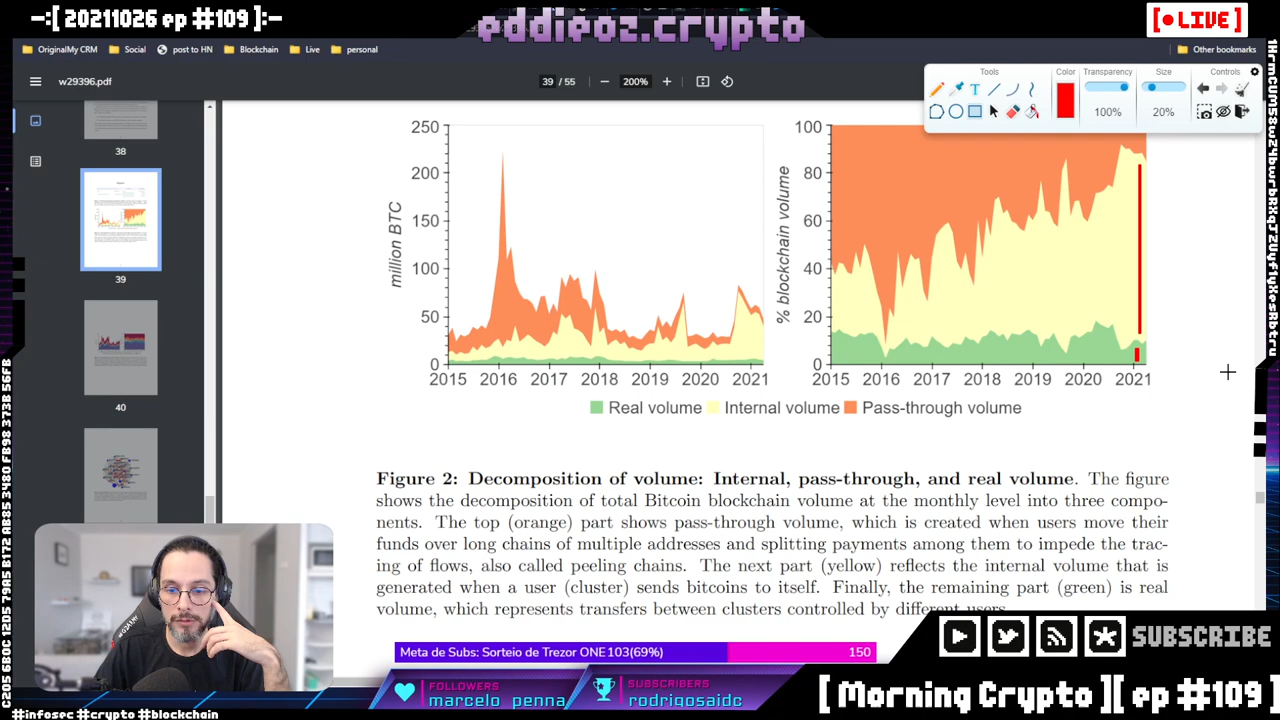 -:[ 20211026 ep #109 ]:-
eddieoz.crypto
[● LIVE]
OriginalMy CRM
Social
post to HN
Blockchain
Live
personal
Other bookmarks
w29396.pdf
39 / 55
200%
Tools
Color
Transparency
Size
Controls
100%
20%
38
39
40
250
200
150
100
50
0
million BTC
2015 2016 2017 2018 2019 2020 2021
100
80
60
40
20
0
% blockchain volume
2015 2016 2017 2018 2019 2020 2021
Real volume Internal volume Pass-through volume
Figure 2: Decomposition of volume: Internal, pass-through, and real volume. The figure
shows the decomposition of total Bitcoin blockchain volume at the monthly level into three compo-
nents. The top (orange) part shows pass-through volume, which is created when users move their
funds over long chains of multiple addresses and splitting payments among them to impede the trac-
ing of flows, also called peeling chains. The next part (yellow) reflects the internal volume that is
generated when a user (cluster) sends bitcoins to itself. Finally, the remaining part (green) is real
volume, which represents transfers between clusters controlled by different users.
Meta de Subs: Sorteio de Trezor ONE 103(69%)
150
SUBSCRIBE
FOLLOWERS
marcelo_penna_
SUBSCRIBERS
rodrigosaidc
[ Morning Crypto ][ ep #109 ]
#infosec #crypto #blockchain